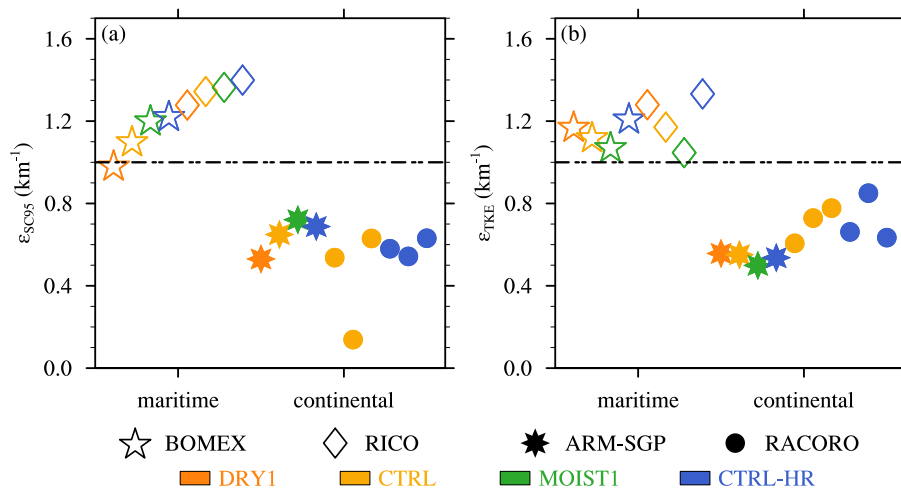 (a) (b)
1.6 1.6
1.2 1.2
0.8 0.8
0.4 0.4
0.0 0.0
εSC95 (km⁻¹)
εTKE (km⁻¹)
maritime continental maritime continental
BOMEX RICO ARM-SGP RACORO
DRY1 CTRL MOIST1 CTRL-HR